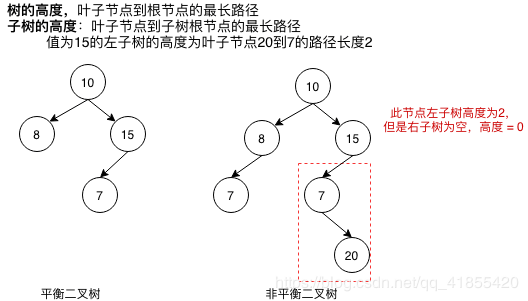 树的高度，叶子节点到根节点的最长路径
子树的高度：叶子节点到子树根节点的最长路径
值为15的左子树的高度为叶子节点20到7的路径长度2
10
8
15
7
10
8
15
7
7
20
此节点左子树高度为2，
但是右子树为空，高度 = 0
平衡二叉树
非平衡二叉树
https://blog.csdn.net/qq_41855420